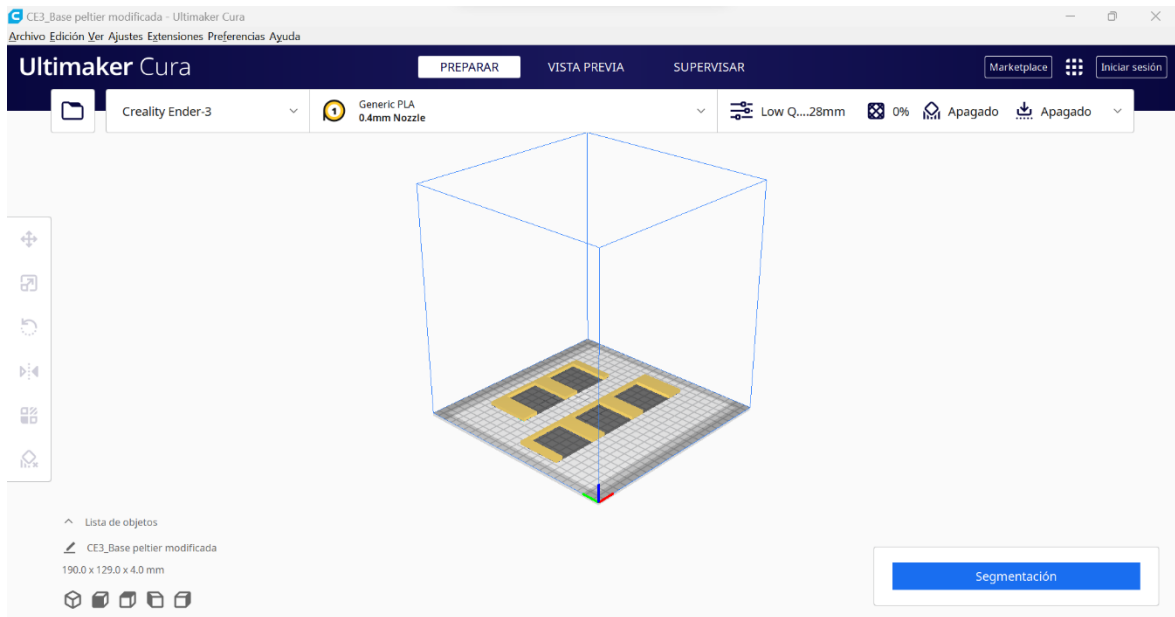 CE3_Base peltier modificada - Ultimaker Cura
Archivo Edición Ver Ajustes Extensiones Preferencias Ayuda
Ultimaker Cura PREPARAR VISTA PREVIA SUPERVISAR Marketplace Iniciar sesión
Creality Ender-3 1 Generic PLA Low Q....28mm 0% Apagado Apagado
0.4mm Nozzle
Lista de objetos
CE3_Base peltier modificada
190.0 x 129.0 x 4.0 mm
Segmentación